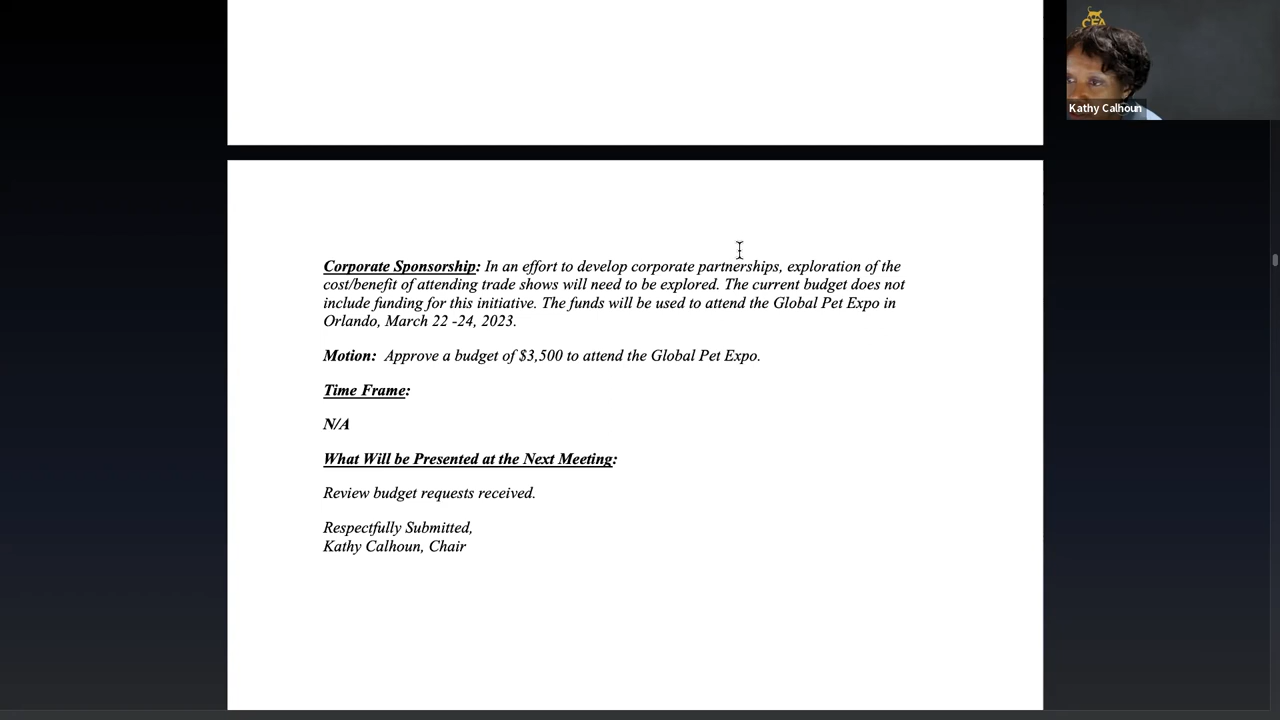 CFA
Kathy Calhoun
Corporate Sponsorship: In an effort to develop corporate partnerships, exploration of the
cost/benefit of attending trade shows will need to be explored. The current budget does not
include funding for this initiative. The funds will be used to attend the Global Pet Expo in
Orlando, March 22 -24, 2023.
Motion:  Approve a budget of $3,500 to attend the Global Pet Expo.
Time Frame:
N/A
What Will be Presented at the Next Meeting:
Review budget requests received.
Respectfully Submitted,
Kathy Calhoun, Chair